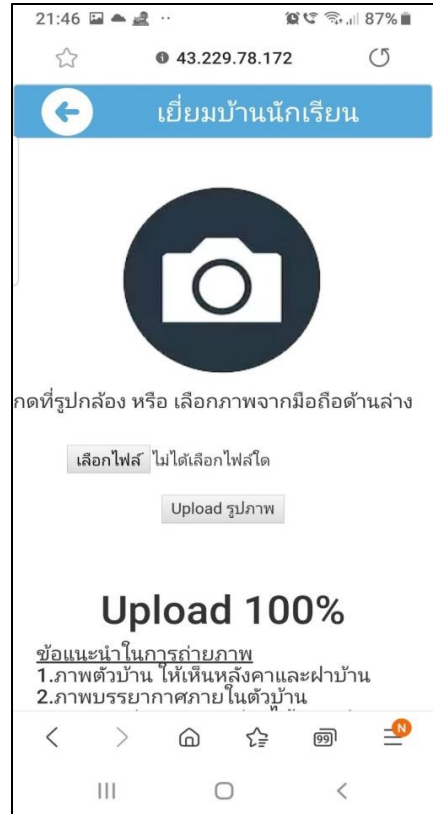 21:46 87%
43.229.78.172
เยี่ยมบ้านนักเรียน
กดที่รูปกล้อง หรือ เลือกภาพจากมือถือด้านล่าง
เลือกไฟล์ ไม่ได้เลือกไฟล์ใด
Upload รูปภาพ
Upload 100%
ข้อแนะนำในการถ่ายภาพ
1.ภาพตัวบ้าน ให้เห็นหลังคาและฝาบ้าน
2.ภาพบรรยากาศภายในตัวบ้าน
99 N